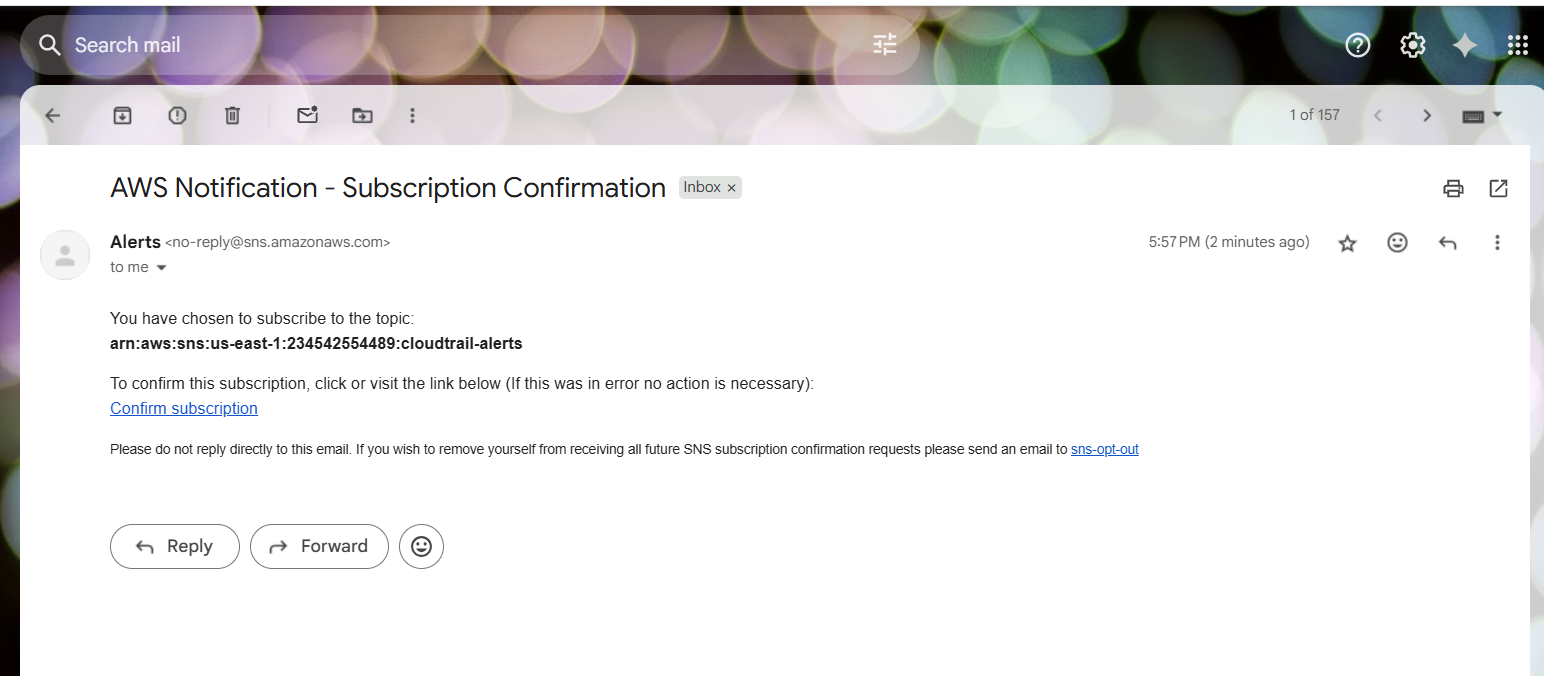 Search mail
1 of 157
AWS Notification - Subscription Confirmation Inbox ×
Alerts <no-reply@sns.amazonaws.com> 5:57 PM (2 minutes ago)
to me
You have chosen to subscribe to the topic:
arn:aws:sns:us-east-1:234542554489:cloudtrail-alerts
To confirm this subscription, click or visit the link below (If this was in error no action is necessary):
Confirm subscription
Please do not reply directly to this email. If you wish to remove yourself from receiving all future SNS subscription confirmation requests please send an email to sns-opt-out
Reply Forward